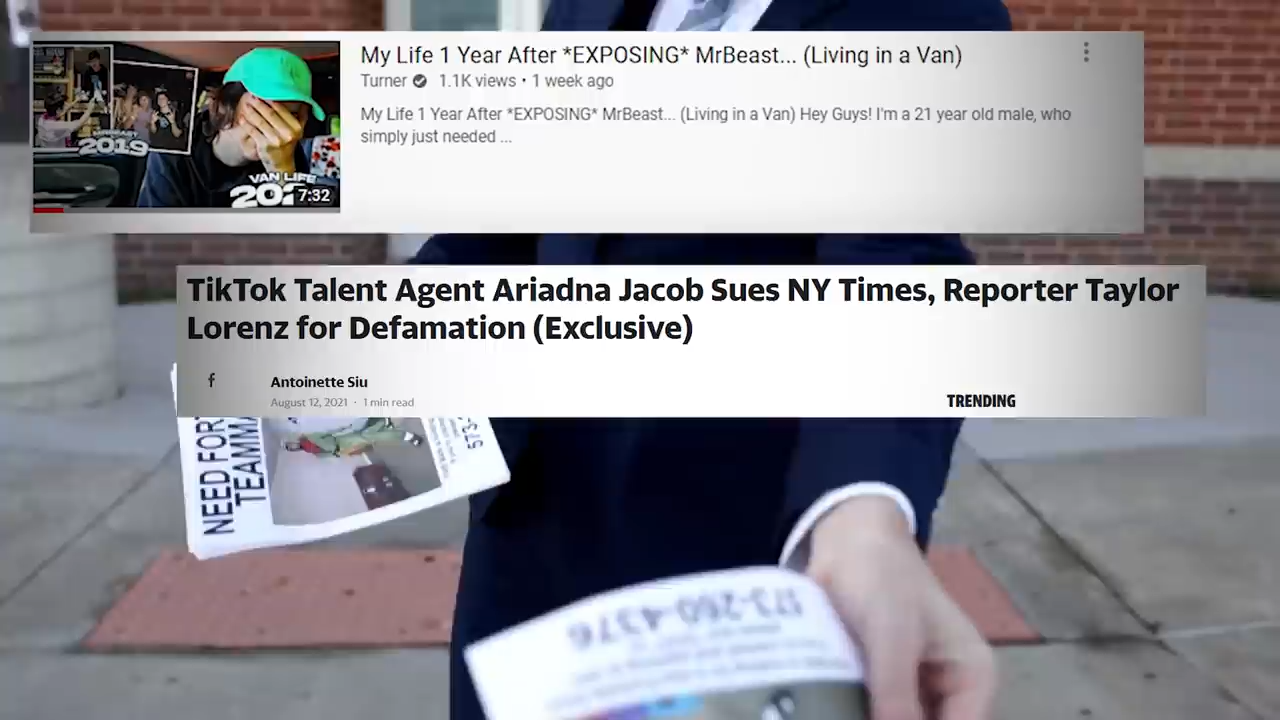 My Life 1 Year After *EXPOSING* MrBeast... (Living in a Van)
Turner 1.1K views • 1 week ago
My Life 1 Year After *EXPOSING* MrBeast... (Living in a Van) Hey Guys! I'm a 21 year old male, who
simply just needed ...
2019
VAN LIFE
7:32
TikTok Talent Agent Ariadna Jacob Sues NY Times, Reporter Taylor
Lorenz for Defamation (Exclusive)
f
Antoinette Siu
August 12, 2021 · 1 min read
TRENDING
NEED FOR
TEAMM
573-
573-260-4376